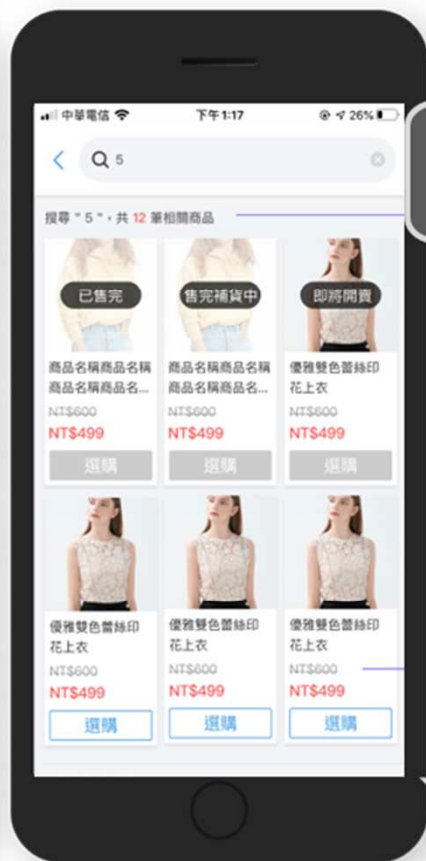 中華電信 下午1:17 26%
5
搜尋 " 5 "，共 12 筆相關商品
已售完
商品名稱商品名稱
商品名稱商品名...
NT$600
NT$499
選購
售完補貨中
商品名稱商品名稱
商品名稱商品名...
NT$600
NT$499
選購
即將開賣
優雅雙色蕾絲印
花上衣
NT$600
NT$499
選購
優雅雙色蕾絲印
花上衣
NT$600
NT$499
選購
優雅雙色蕾絲印
花上衣
NT$600
NT$499
選購
優雅雙色蕾絲印
花上衣
NT$600
NT$499
選購